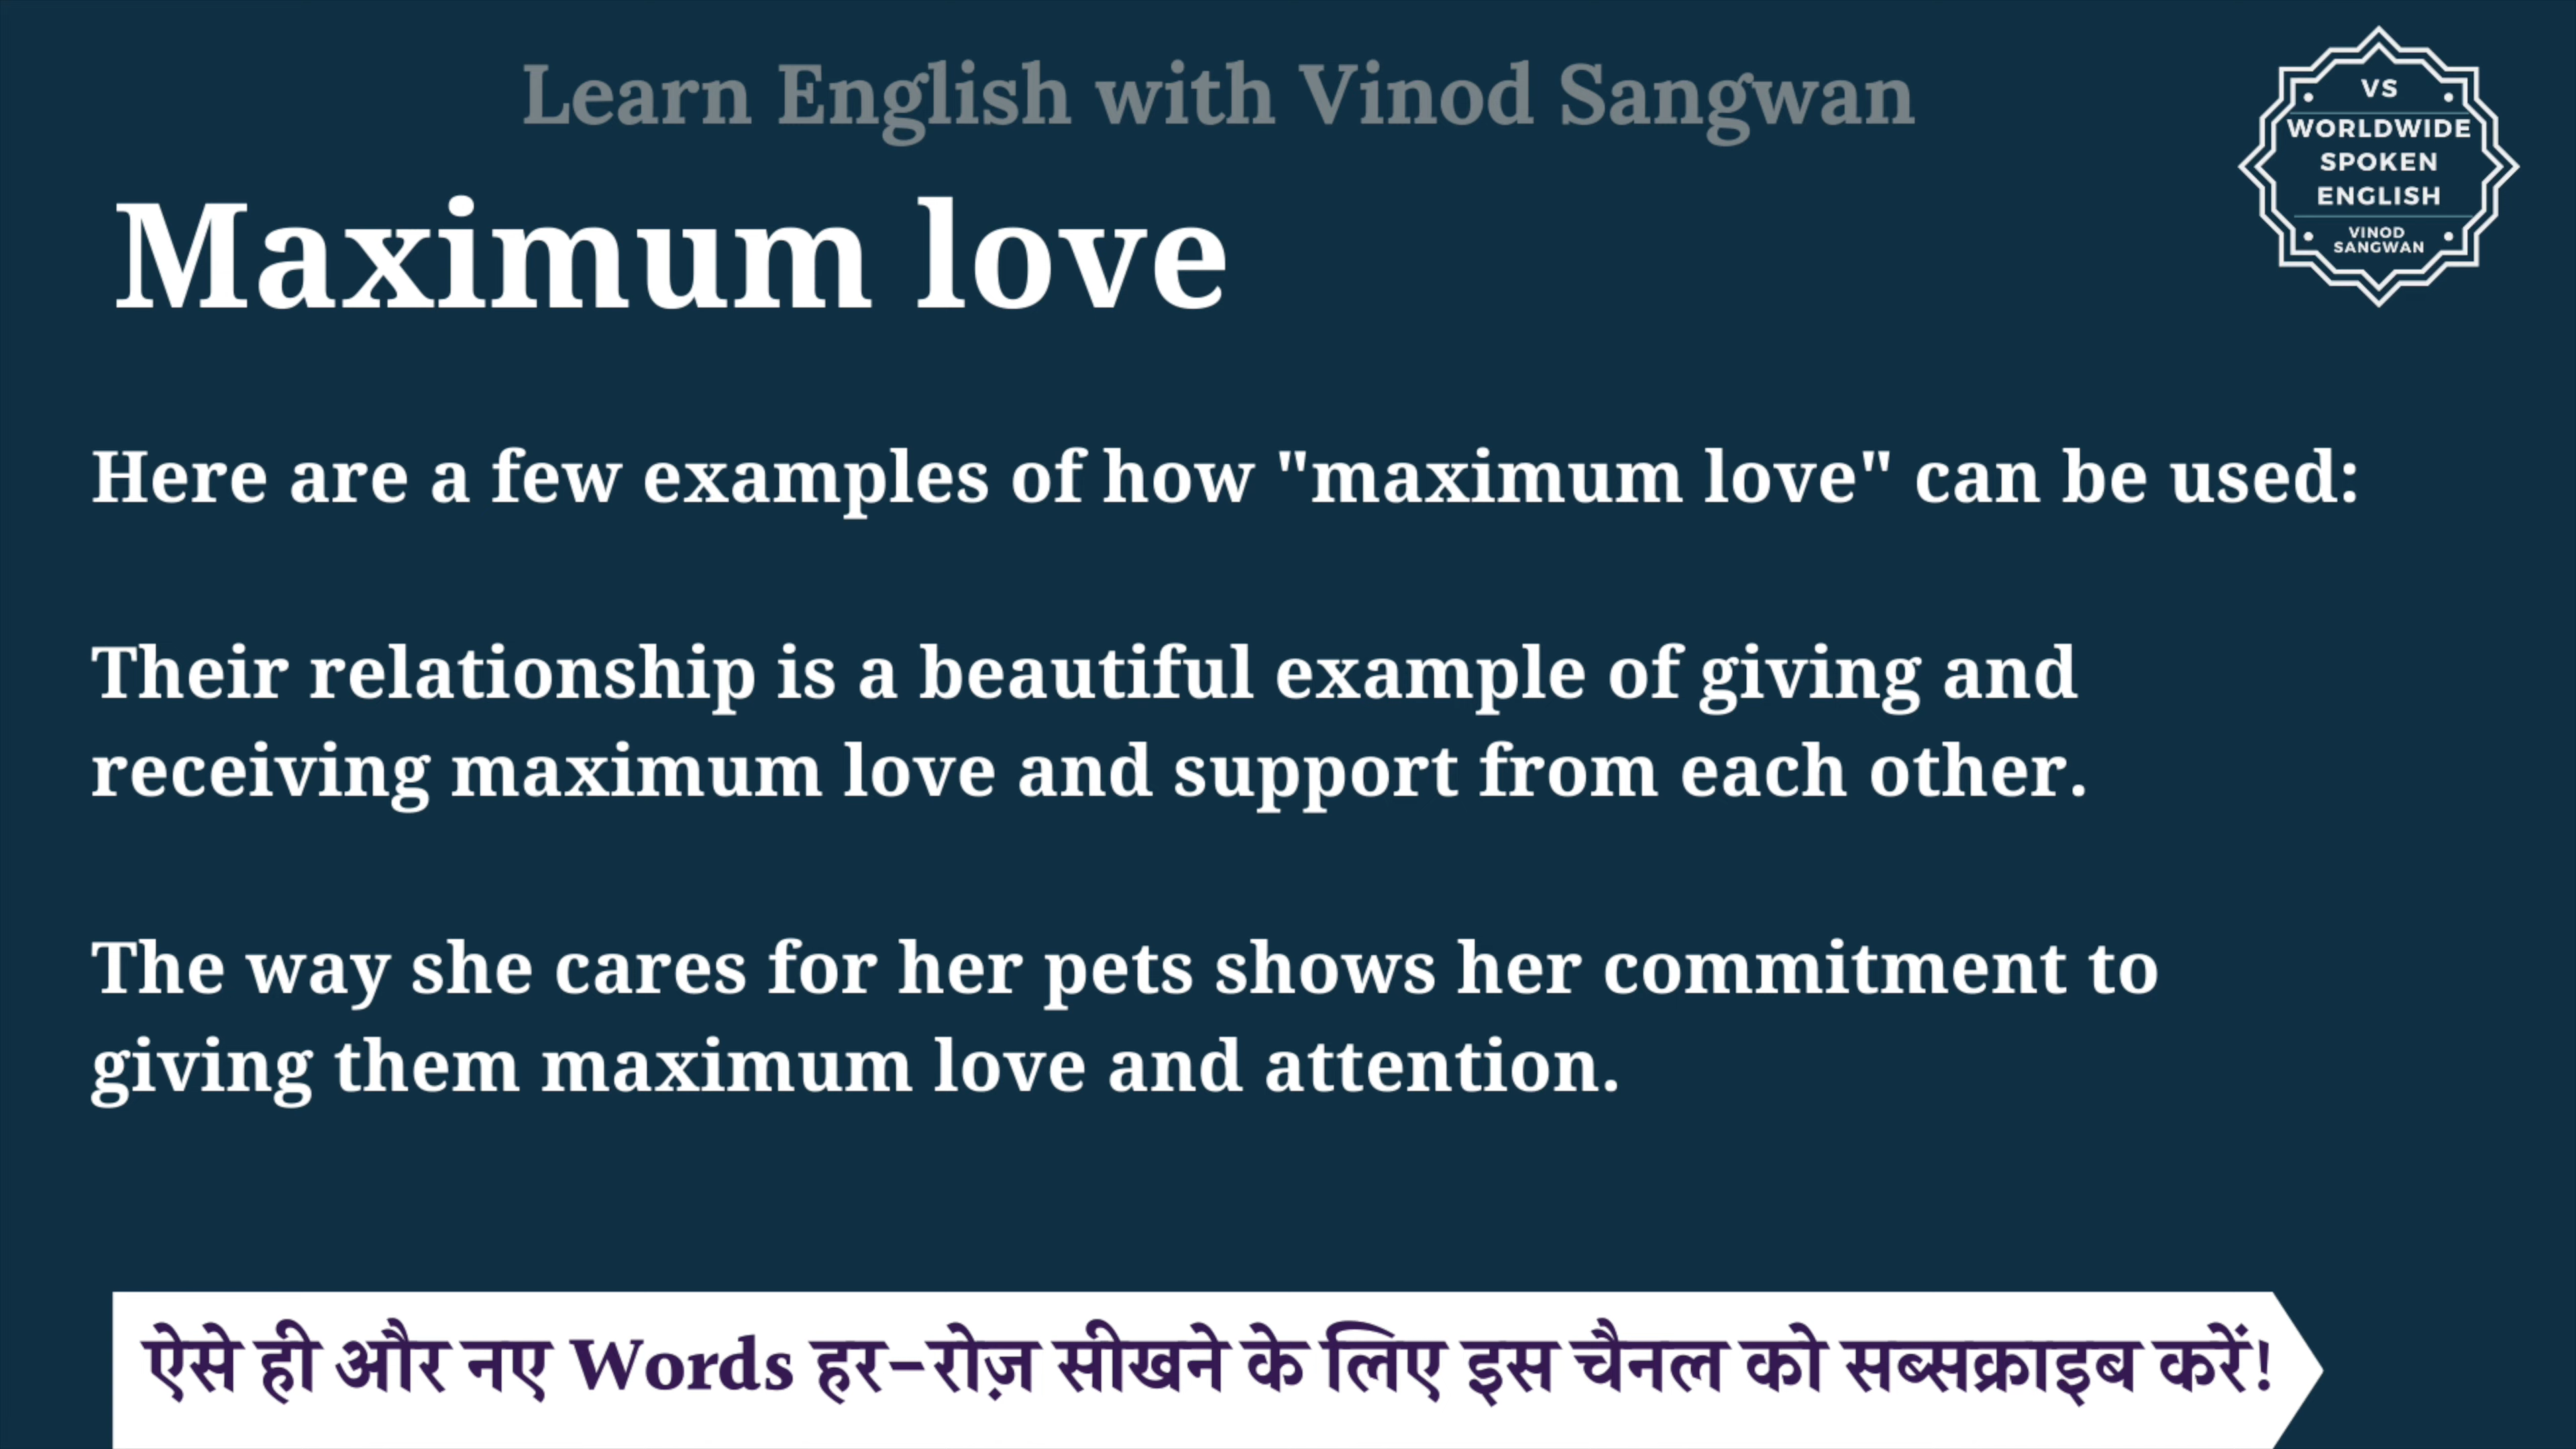 Learn English with Vinod Sangwan
VS
WORLDWIDE
SPOKEN
ENGLISH
VINOD
SANGWAN
Maximum love
Here are a few examples of how "maximum love" can be used:
Their relationship is a beautiful example of giving and
receiving maximum love and support from each other.
The way she cares for her pets shows her commitment to
giving them maximum love and attention.
ऐसे ही और नए Words हर-रोज़ सीखने के लिए इस चैनल को सब्सक्राइब करें!